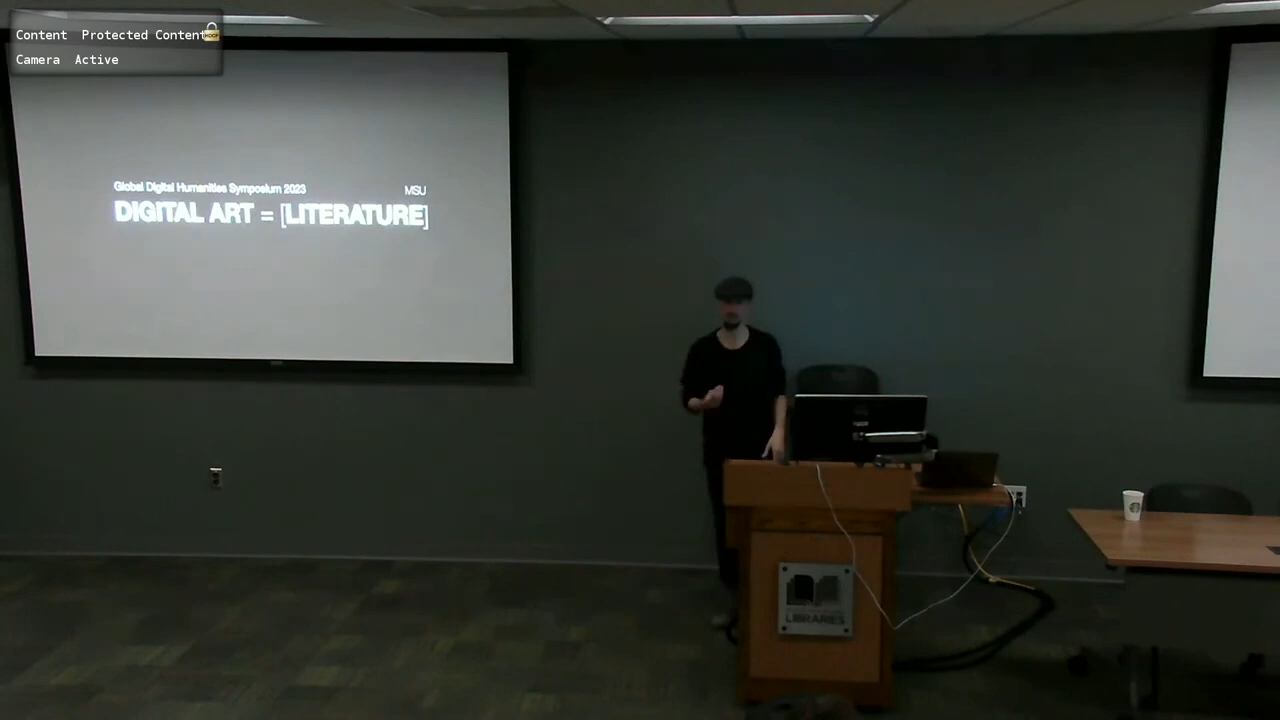 Content Protected Content
Camera Active
Global Digital Humanities Symposium 2023 MSU
DIGITAL ART = [LITERATURE]
LIBRARIES